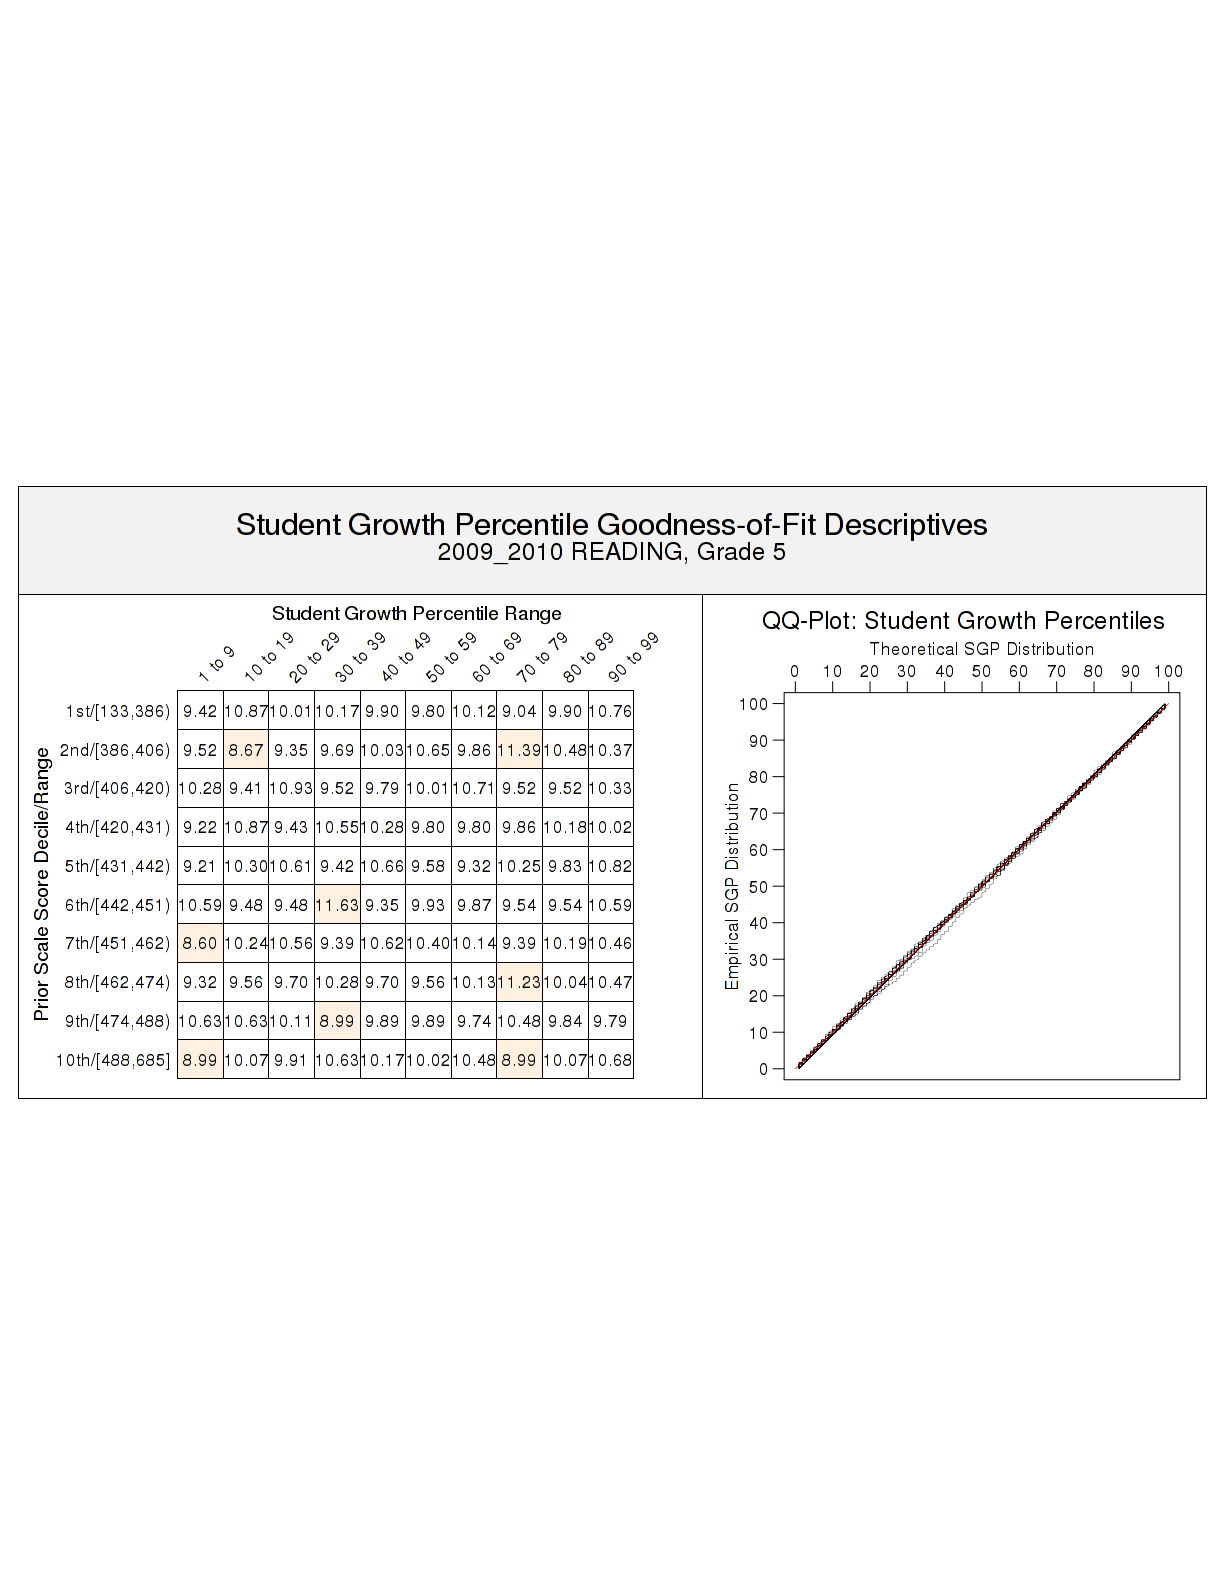 Student Growth Percentile Goodness-of-Fit Descriptives
2009_2010 READING, Grade 5
Student Growth Percentile Range
1 to 9 10 to 19 20 to 29 30 to 39 40 to 49 50 to 59 60 to 69 70 to 79 80 to 89 90 to 99
Prior Scale Score Decile/Range
1st/[133,386) 9.42 10.87 10.01 10.17 9.90 9.80 10.12 9.04 9.90 10.76
2nd/[386,406) 9.52 8.67 9.35 9.69 10.03 10.65 9.86 11.39 10.48 10.37
3rd/[406,420) 10.28 9.41 10.93 9.52 9.79 10.01 10.71 9.52 9.52 10.33
4th/[420,431) 9.22 10.87 9.43 10.55 10.28 9.80 9.80 9.86 10.18 10.02
5th/[431,442) 9.21 10.30 10.61 9.42 10.66 9.58 9.32 10.25 9.83 10.82
6th/[442,451) 10.59 9.48 9.48 11.63 9.35 9.93 9.87 9.54 9.54 10.59
7th/[451,462) 8.60 10.24 10.56 9.39 10.62 10.40 10.14 9.39 10.19 10.46
8th/[462,474) 9.32 9.56 9.70 10.28 9.70 9.56 10.13 11.23 10.04 10.47
9th/[474,488) 10.63 10.63 10.11 8.99 9.89 9.89 9.74 10.48 9.84 9.79
10th/[488,685] 8.99 10.07 9.91 10.63 10.17 10.02 10.48 8.99 10.07 10.68
QQ-Plot: Student Growth Percentiles
Theoretical SGP Distribution
0 10 20 30 40 50 60 70 80 90 100
Empirical SGP Distribution
100
90
80
70
60
50
40
30
20
10
0